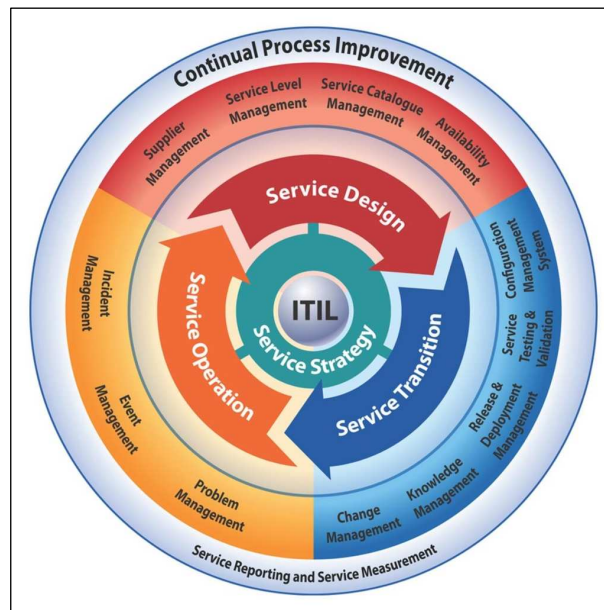 Continual Process Improvement
Supplier
Management
Service Level
Management
Service Catalogue
Management
Availability
Management
Configuration
Management
System
Service
Testing &
Validation
Release &
Deployment
Management
Knowledge
Management
Change
Management
Problem
Management
Event
Management
Incident
Management
Service Design
Service Transition
Service Operation
Service Strategy
ITIL
Service Reporting and Service Measurement